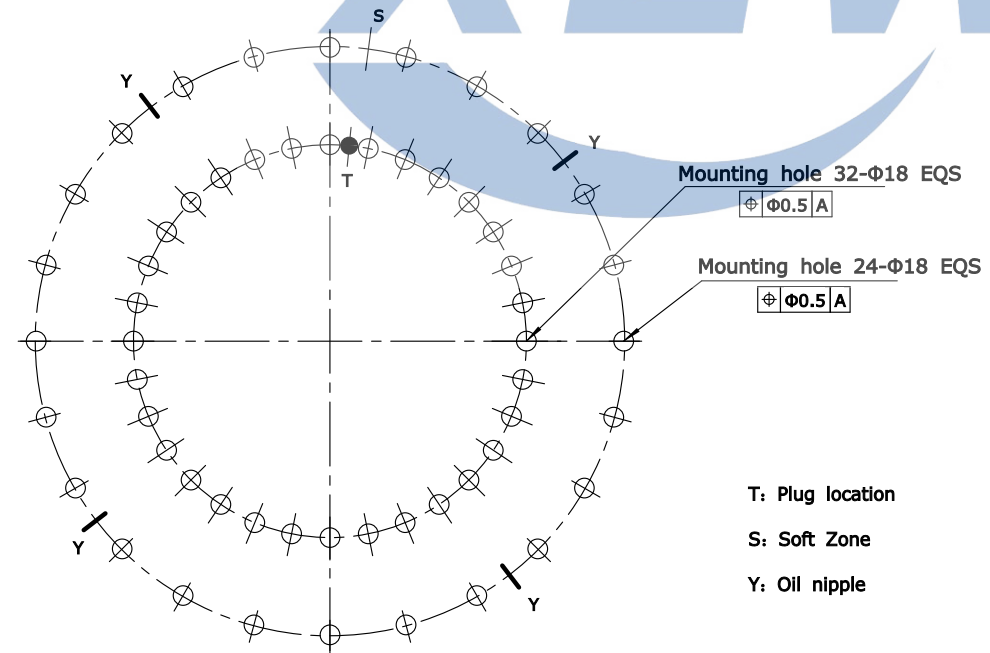 S
Y
Y
T
Mounting hole 32-Φ18 EQS
⌖ Φ0.5 A
Mounting hole 24-Φ18 EQS
⌖ Φ0.5 A
T: Plug location
S: Soft Zone
Y: Oil nipple
Y
Y